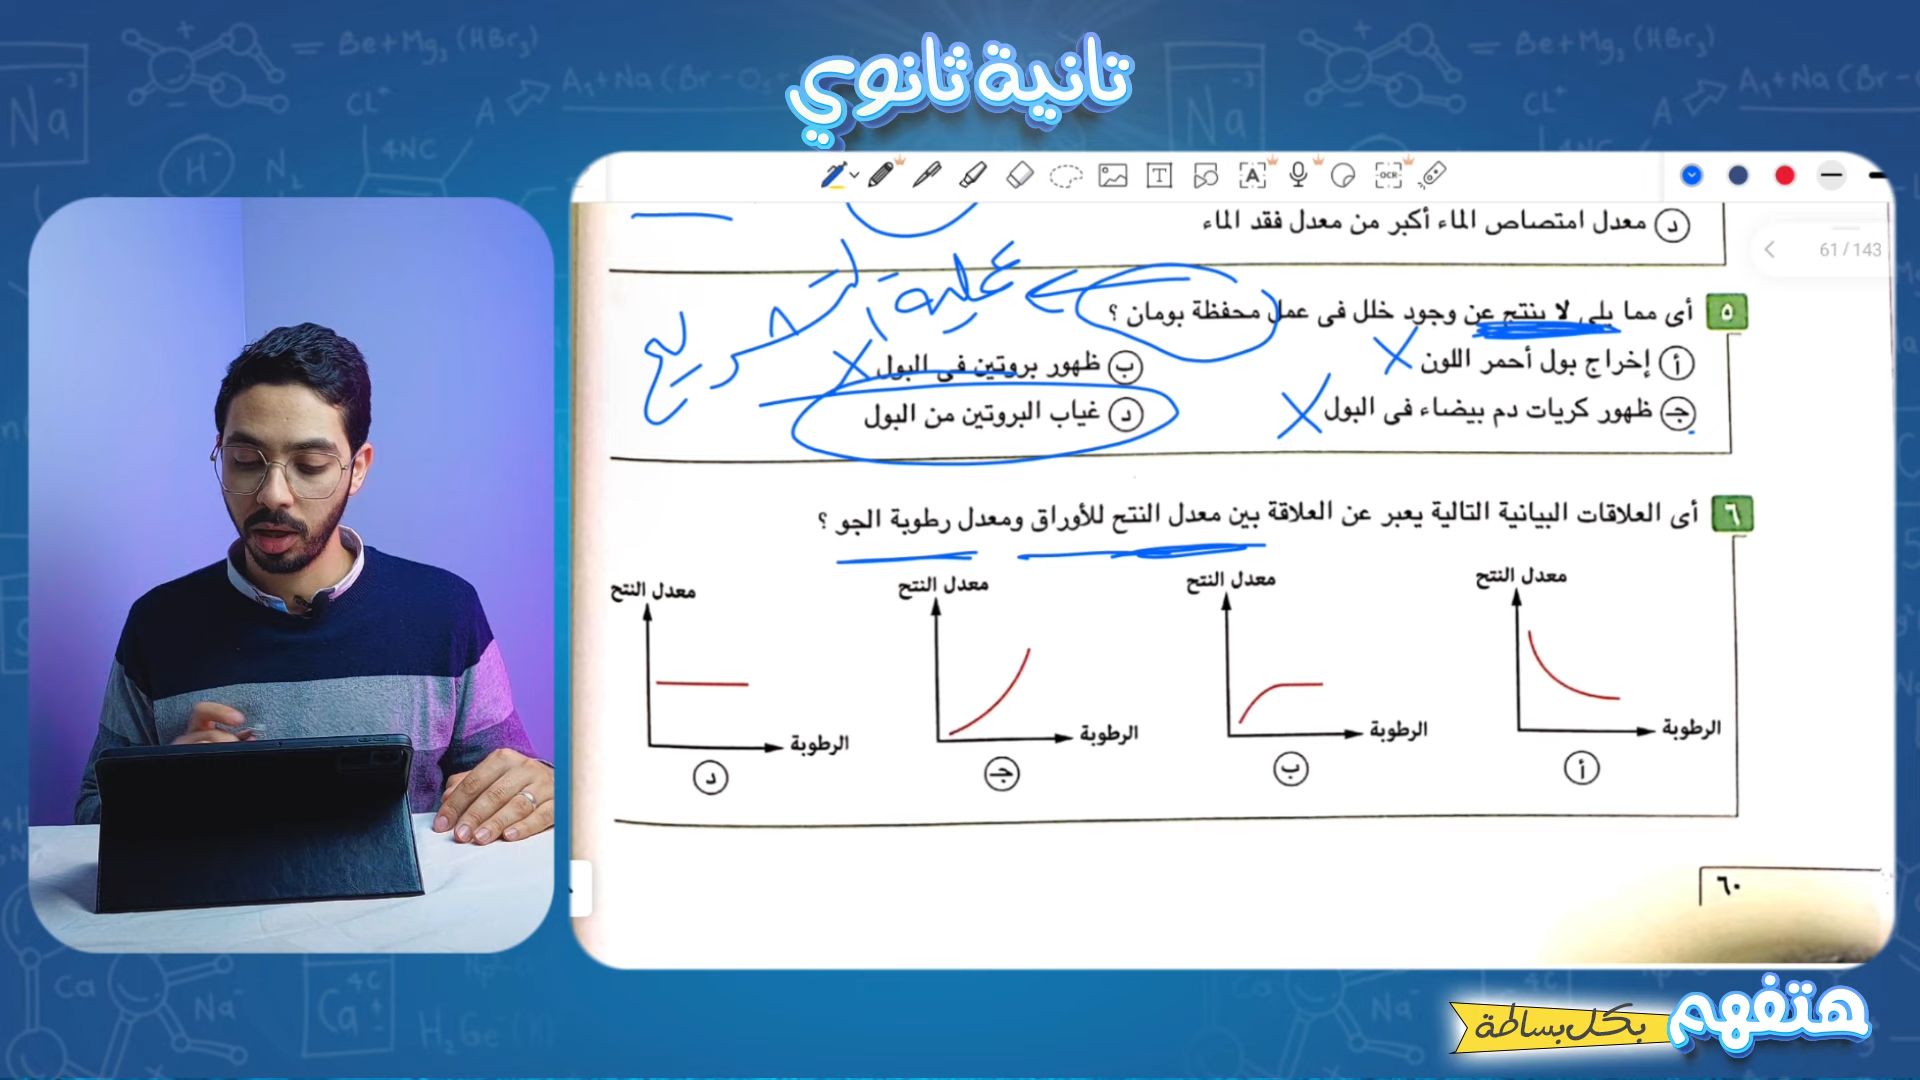 تانية ثانوي
61/143
د معدل امتصاص الماء أكبر من معدل فقد الماء
٥ أى مما يلى لا ينتج عن وجود خلل فى عمل محفظة بومان ؟
عملية الترشيح
أ إخراج بول أحمر اللون
ب ظهور بروتين فى البول
جـ ظهور كريات دم بيضاء فى البول
د غياب البروتين من البول
٦ أى العلاقات البيانية التالية يعبر عن العلاقة بين معدل النتح للأوراق ومعدل رطوبة الجو ؟
معدل النتح
الرطوبة
أ
معدل النتح
الرطوبة
ب
معدل النتح
الرطوبة
جـ
معدل النتح
الرطوبة
د
٦٠
هتفهم
بكل بساطة